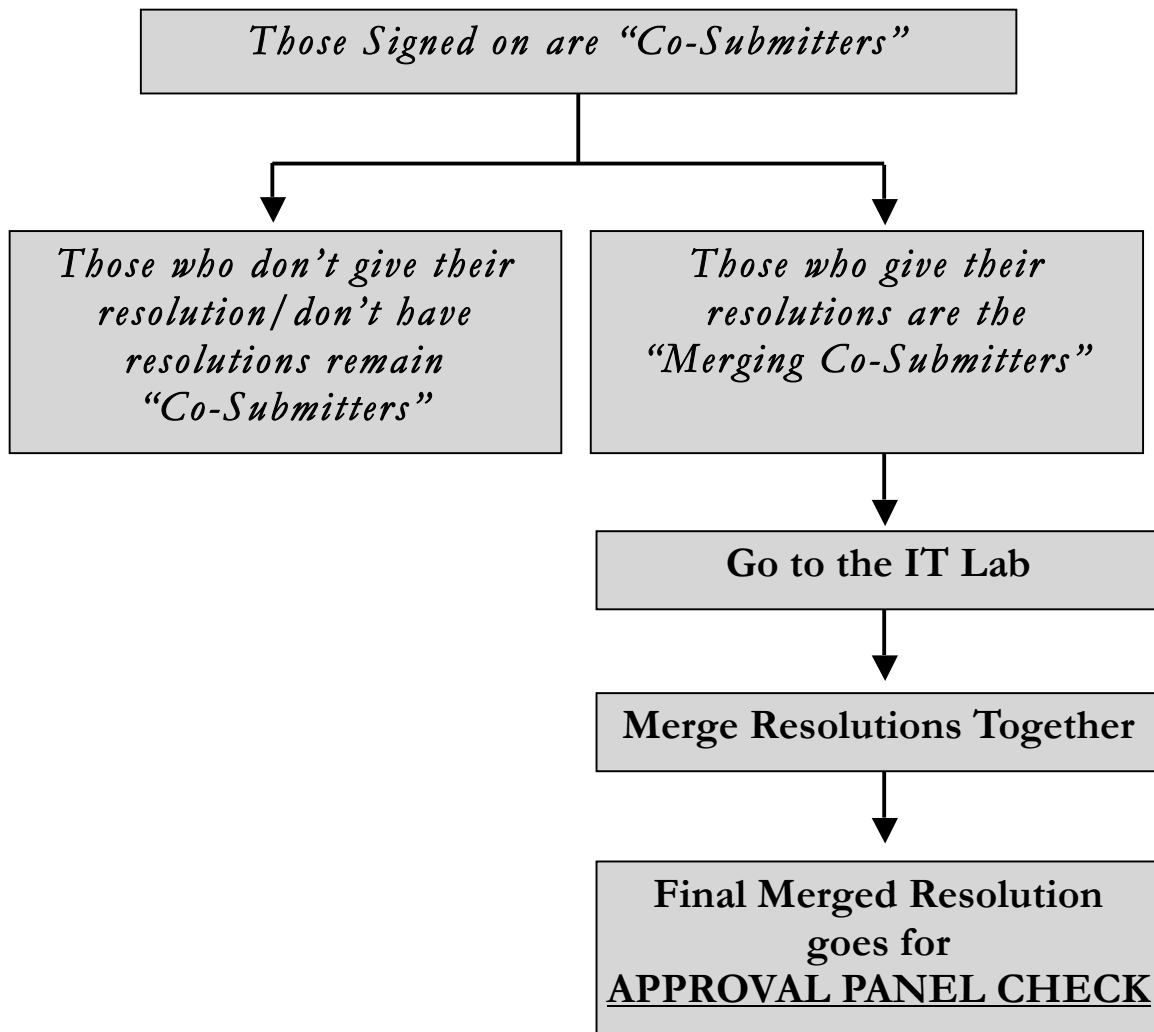 Those Signed on are “Co-Submitters”
Those who don’t give their
resolution/don’t have
resolutions remain
“Co-Submitters”
Those who give their
resolutions are the
“Merging Co-Submitters”
Go to the IT Lab
Merge Resolutions Together
Final Merged Resolution
goes for
APPROVAL PANEL CHECK